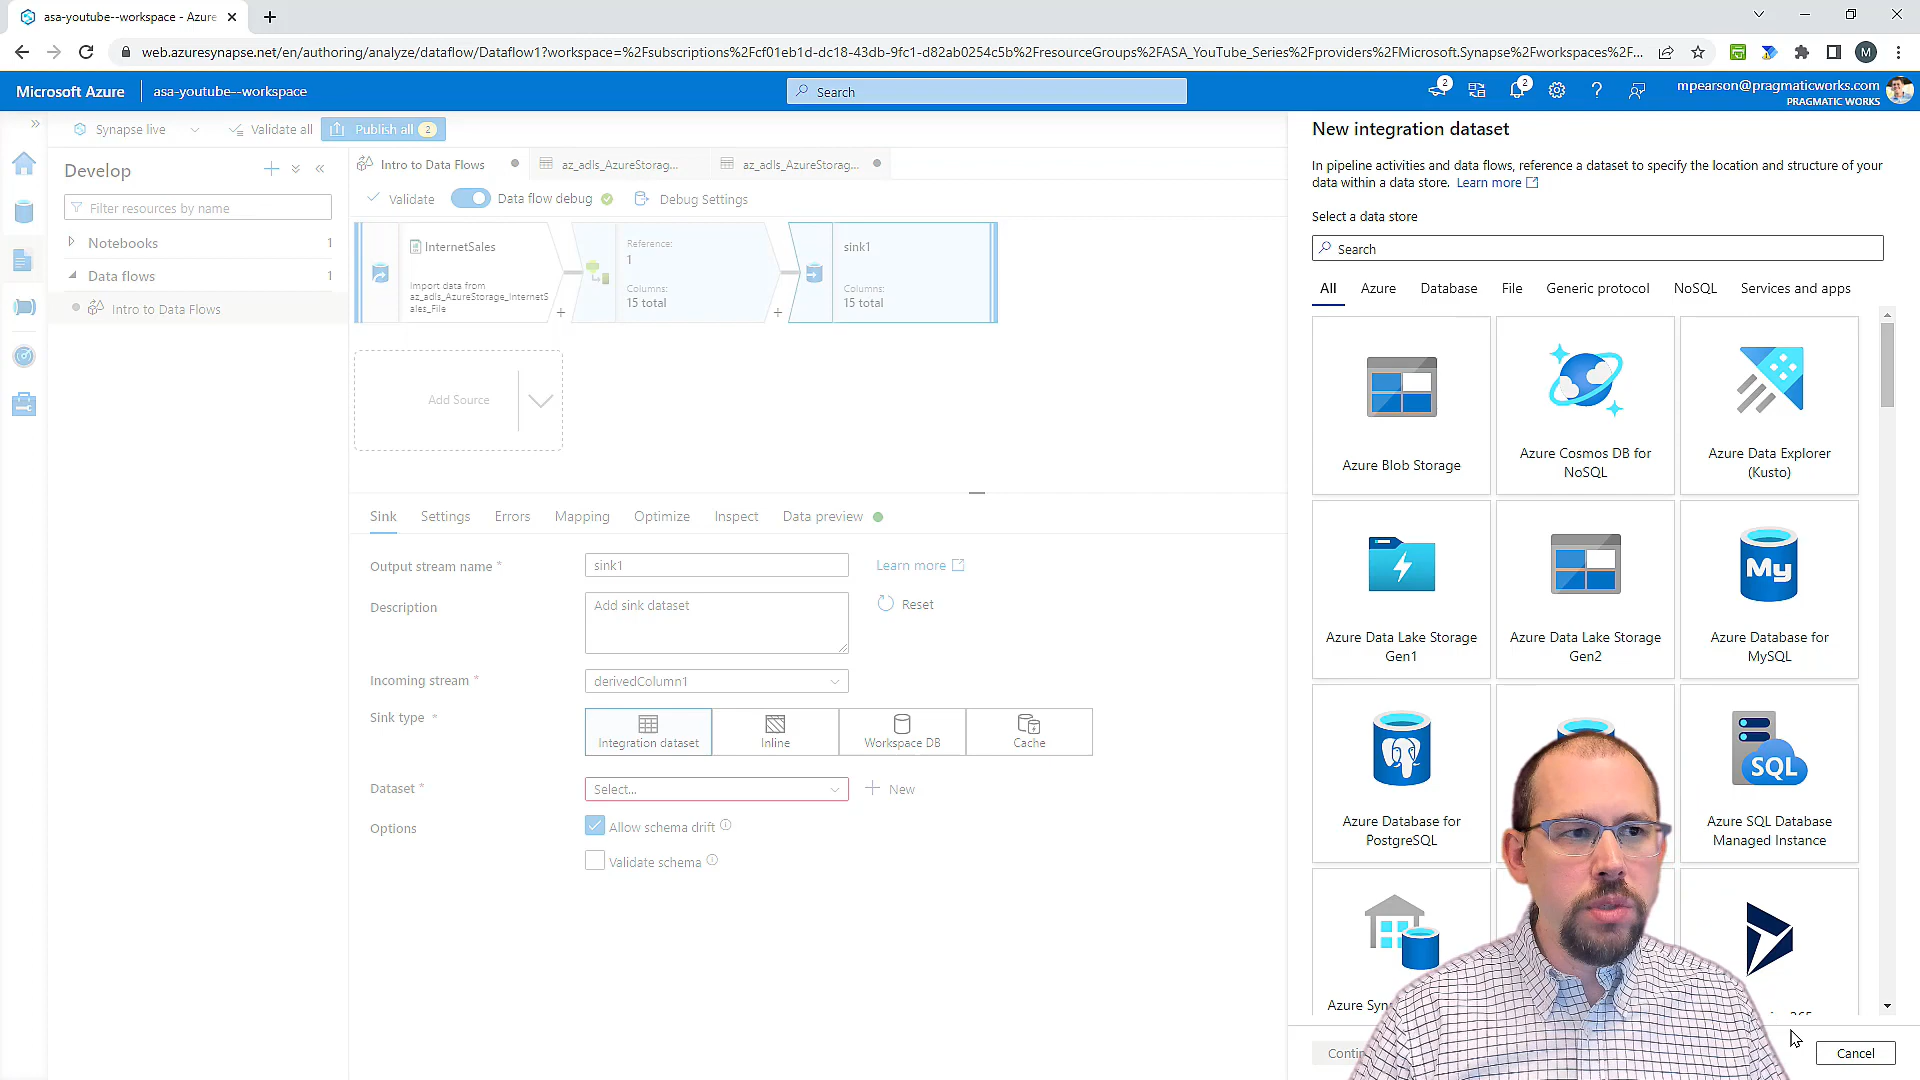 asa-youtube--workspace - Azure
web.azuresynapse.net/en/authoring/analyze/dataflow/Dataflow1?workspace=%2Fsubscriptions%2Fcf01eb1d-dc18-43db-9fc1-d82ab0254c5b%2FresourceGroups%2FASA_YouTube_Series%2Fproviders%2FMicrosoft.Synapse%2Fworkspaces%2F...
M
Microsoft Azure
asa-youtube--workspace
Search
2
2
mpearson@pragmaticworks.com
PRAGMATIC WORKS
Synapse live
Validate all
Publish all 2
Develop
Filter resources by name
Notebooks 1
Data flows 1
Intro to Data Flows
Intro to Data Flows
az_adls_AzureStorag...
az_adls_AzureStorag...
Validate
Data flow debug
Debug Settings
InternetSales
Import data from
az_adls_AzureStorage_InternetS
ales_File
+
Reference:
1
Columns:
15 total
+
sink1
Columns:
15 total
Add Source
Sink
Settings
Errors
Mapping
Optimize
Inspect
Data preview
Output stream name *
sink1
Learn more
Description
Add sink dataset
Reset
Incoming stream *
derivedColumn1
Sink type *
Integration dataset
Inline
Workspace DB
Cache
Dataset *
Select...
New
Options
Allow schema drift
Validate schema
New integration dataset
In pipeline activities and data flows, reference a dataset to specify the location and structure of your
data within a data store. Learn more
Select a data store
Search
All
Azure
Database
File
Generic protocol
NoSQL
Services and apps
Azure Blob Storage
Azure Cosmos DB for
NoSQL
Azure Data Explorer
(Kusto)
Azure Data Lake Storage
Gen1
Azure Data Lake Storage
Gen2
My
Azure Database for
MySQL
Azure Database for
PostgreSQL
SQL
Azure SQL Database
Managed Instance
Azure
Cancel